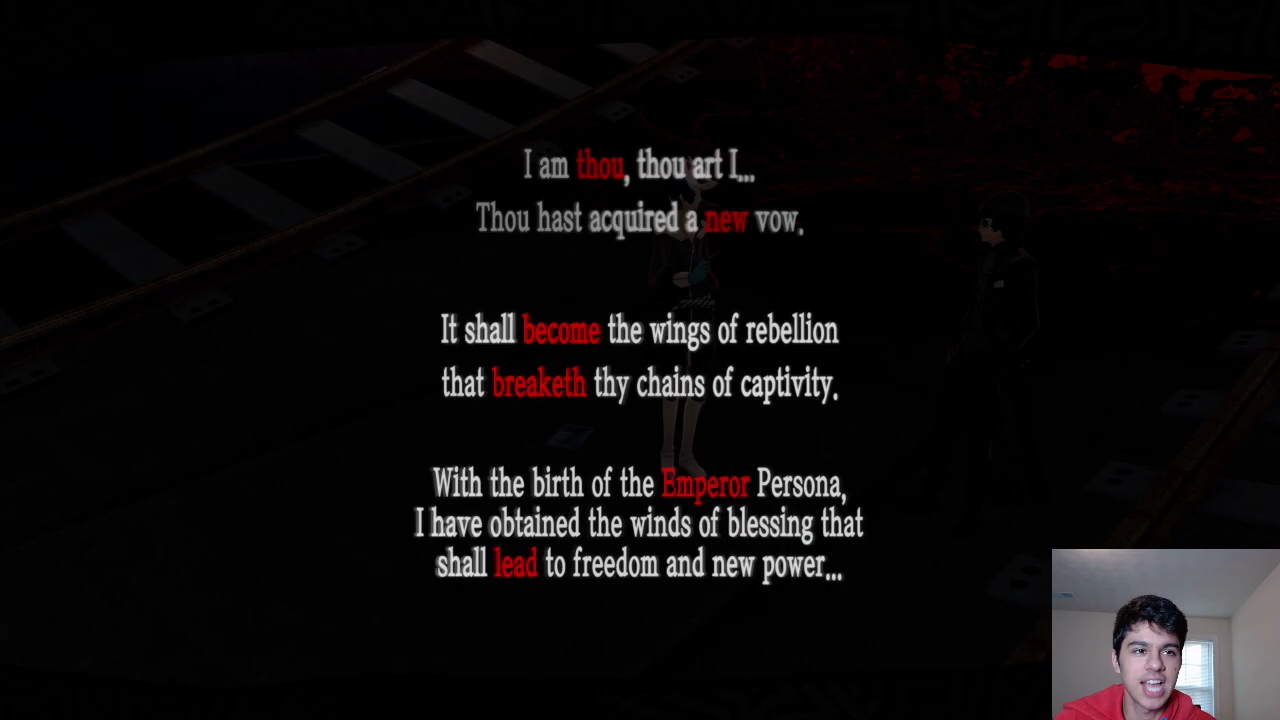 I am thou, thou art I...
Thou hast acquired a new vow.
It shall become the wings of rebellion
that breaketh thy chains of captivity.
With the birth of the Emperor Persona,
I have obtained the winds of blessing that
shall lead to freedom and new power...